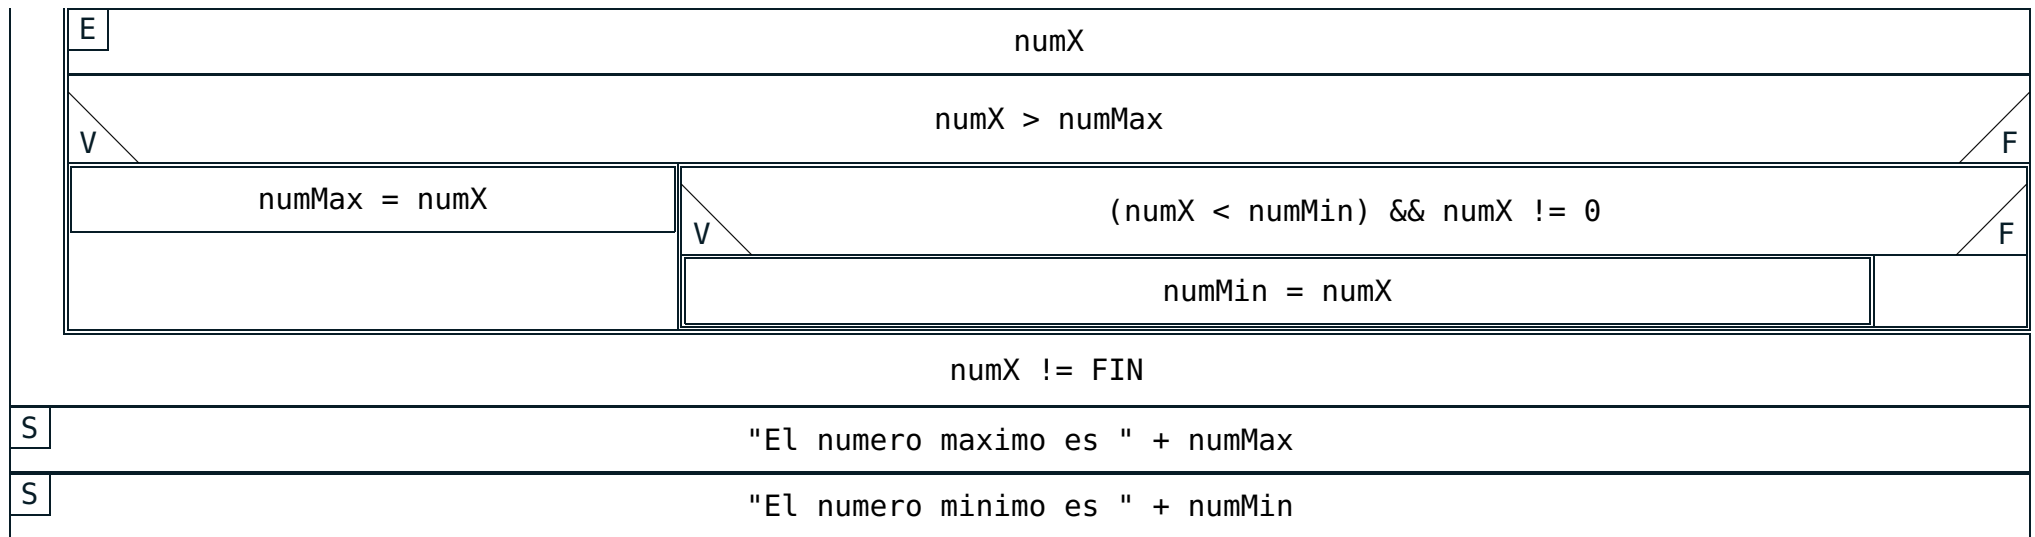 E
numX
numX > numMax
V
F
numMax = numX
(numX < numMin) && numX != 0
V
F
numMin = numX
numX != FIN
S
"El numero maximo es " + numMax
S
"El numero minimo es " + numMin